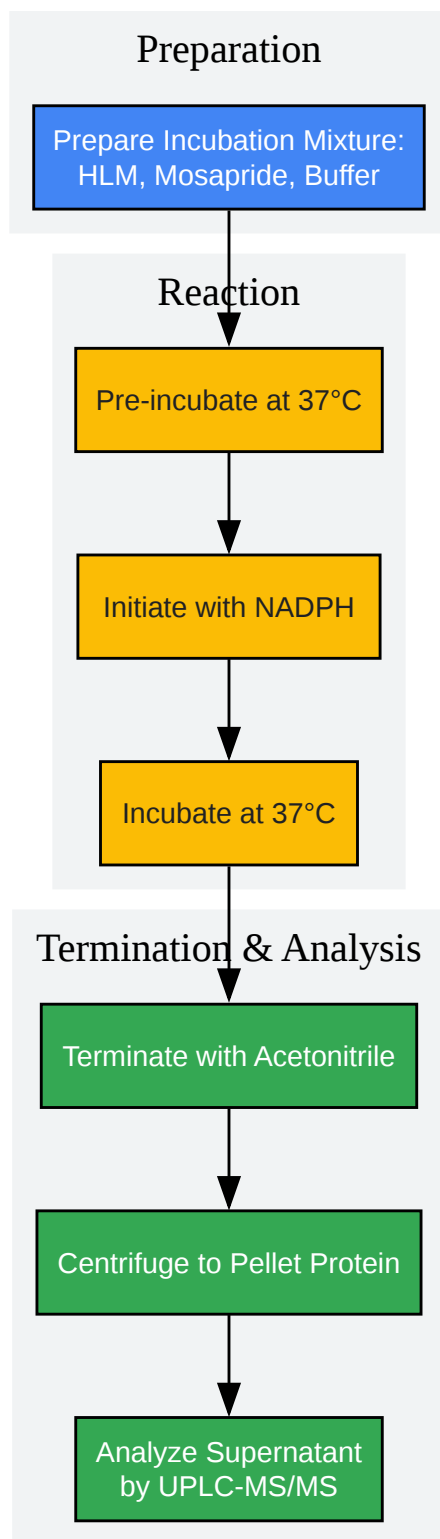 Preparation
Prepare Incubation Mixture:
HLM, Mosapride, Buffer
Reaction
Pre-incubate at 37°C
Initiate with NADPH
Incubate at 37°C
Termination & Analysis
Terminate with Acetonitrile
Centrifuge to Pellet Protein
Analyze Supernatant
by UPLC-MS/MS